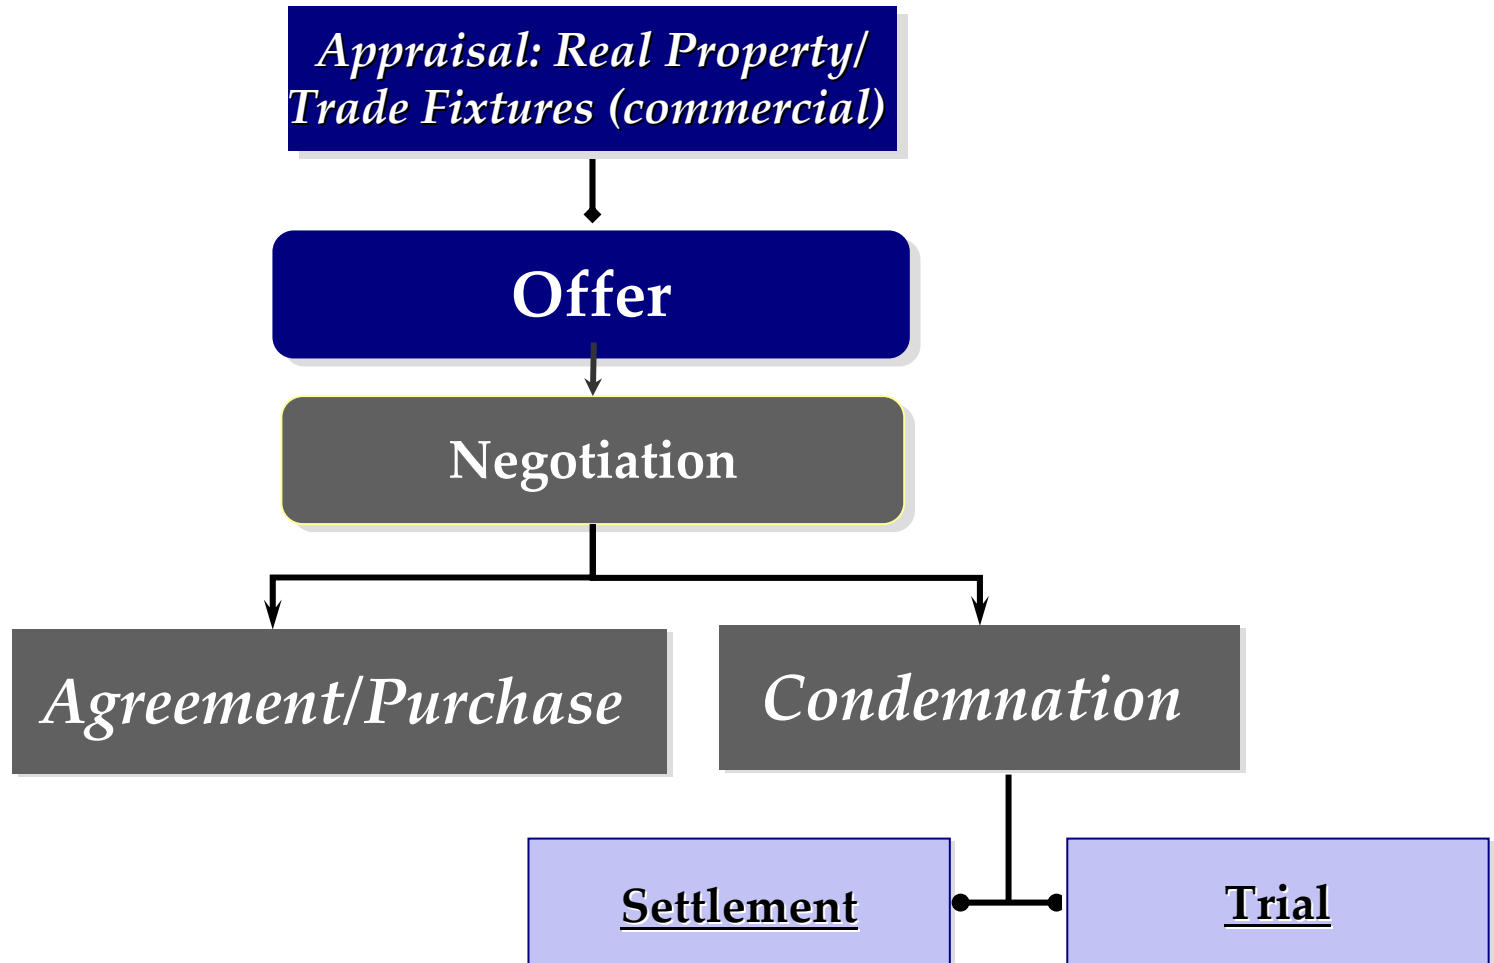 Appraisal: Real Property/
Trade Fixtures (commercial)
Offer
Negotiation
Agreement/Purchase
Condemnation
Settlement
Trial